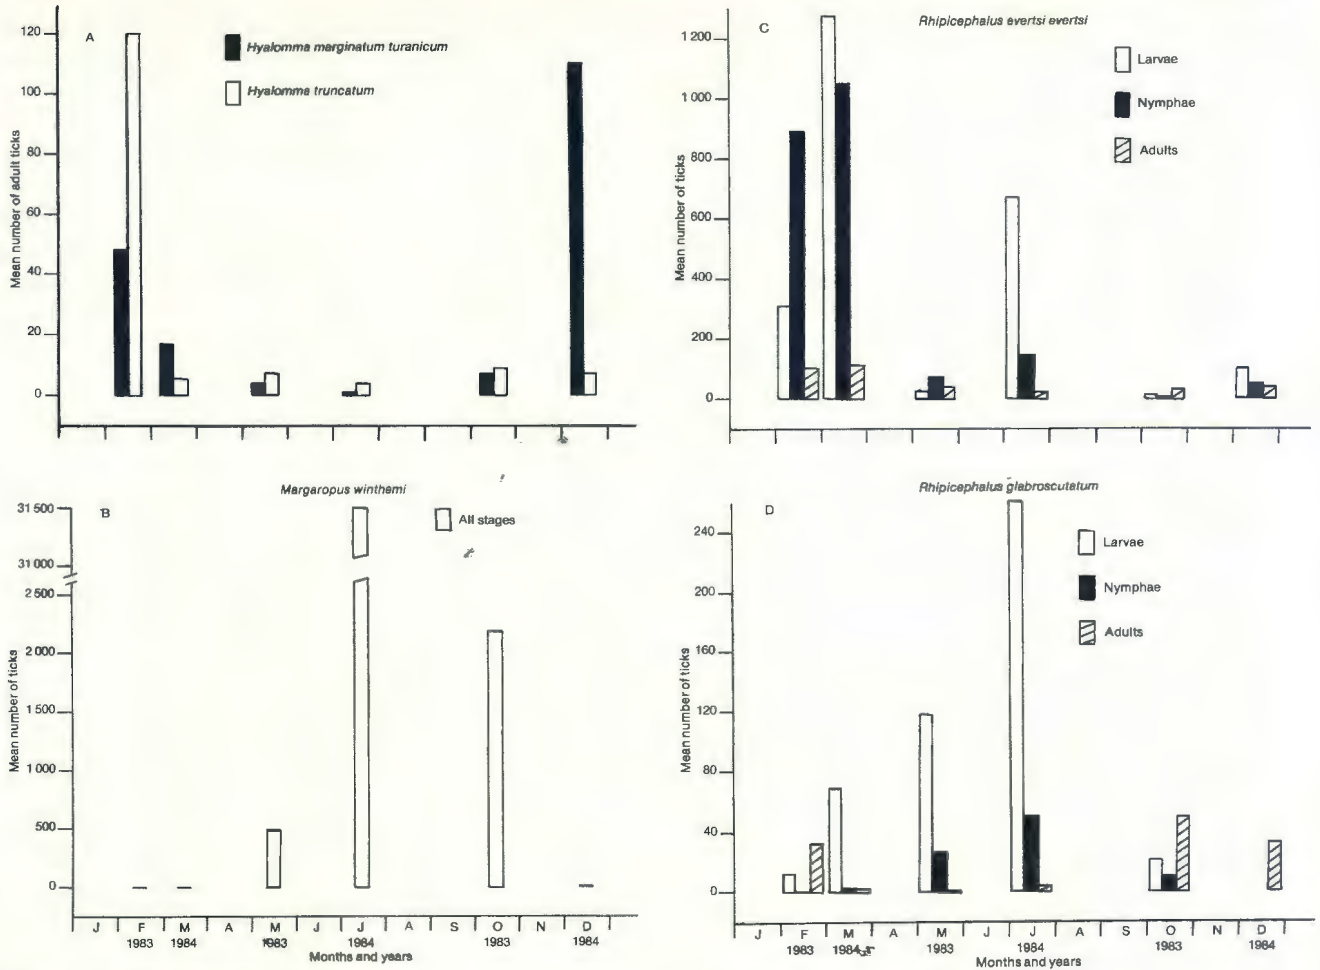 A
Hyalomma marginatum turanicum
Hyalomma truncatum
Mean number of adult ticks
120
100
80
60
40
20
0
C
Rhipicephalus evertsi evertsi
Larvae
Nymphae
Adults
Mean number of ticks
1 200
1 000
800
600
400
200
0
B
Margaropus winthemi
All stages
Mean number of ticks
31 500
31 000
2 500
2 000
1 500
1 000
500
0
J F M A M J J A S O N D
1983 1984 1983 1984 1983 1984
Months and years
D
Rhipicephalus glabroscutatum
Larvae
Nymphae
Adults
Mean number of ticks
240
200
160
120
80
40
0
J F M A M J J A S O N D
1983 1984 1983 1984 1983 1984
Months and years